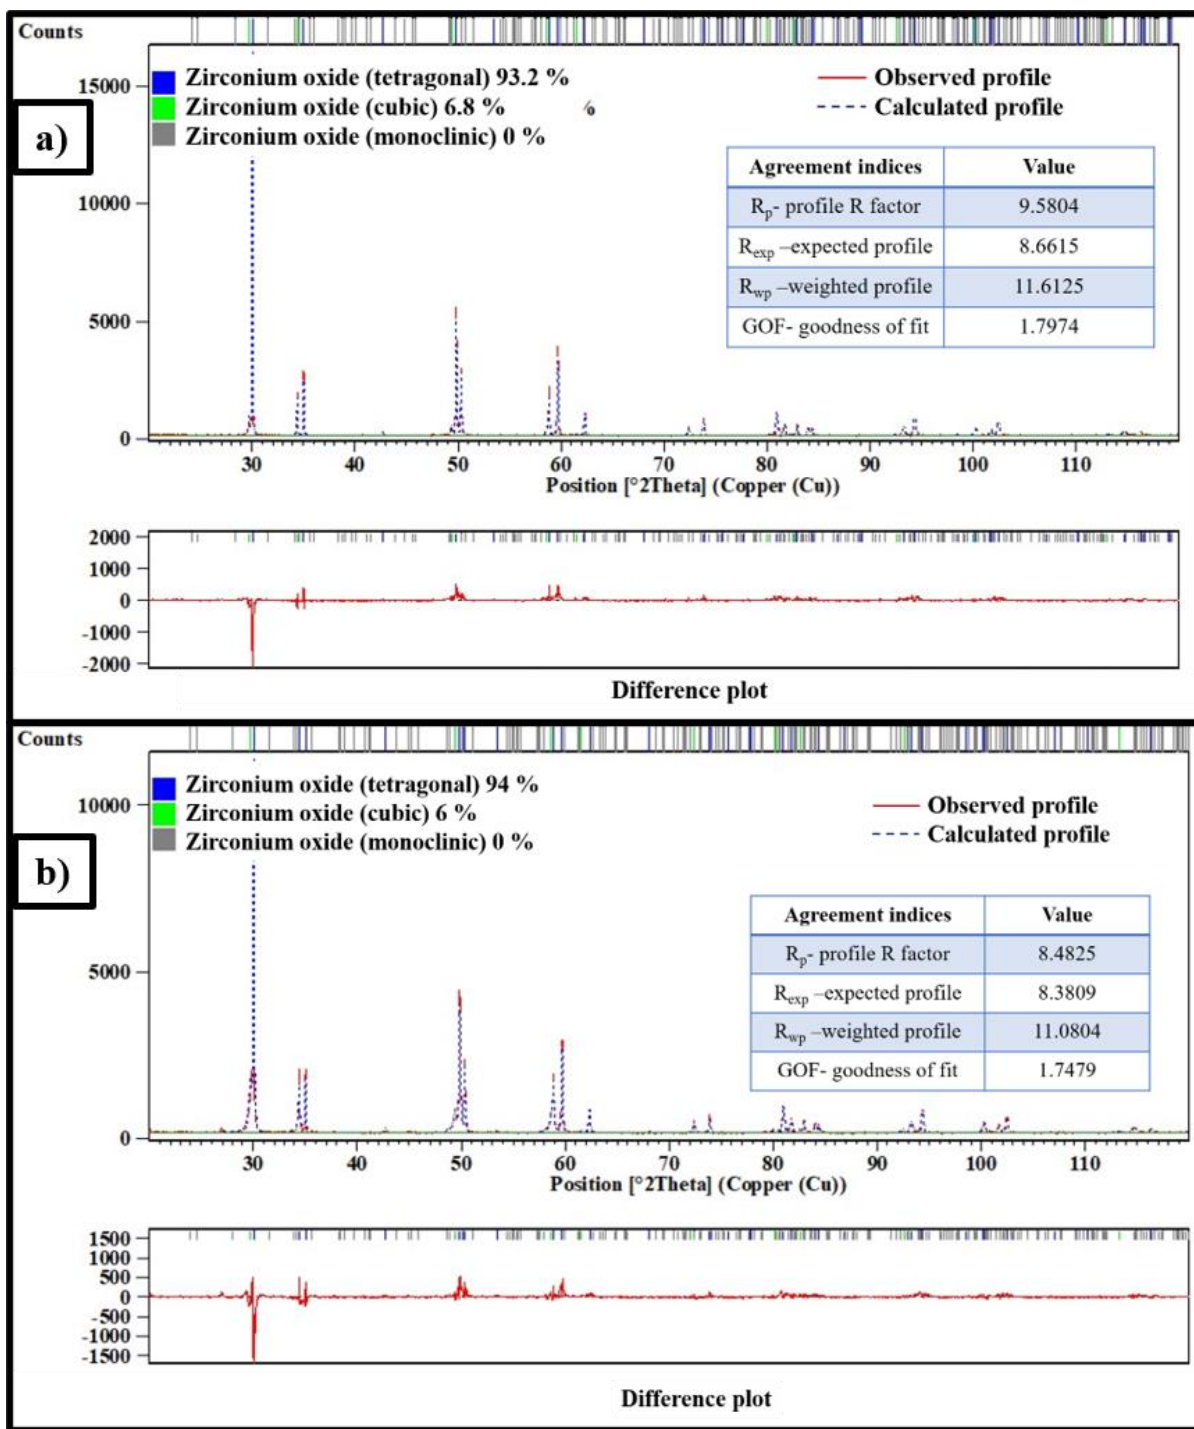 a)
Counts
Zirconium oxide (tetragonal) 93.2 %
Zirconium oxide (cubic) 6.8 %
%
Zirconium oxide (monoclinic) 0 %
Observed profile
Calculated profile
Agreement indices Value
Rp- profile R factor 9.5804
Rexp –expected profile 8.6615
Rwp –weighted profile 11.6125
GOF- goodness of fit 1.7974
15000
10000
5000
0
30 40 50 60 70 80 90 100 110
Position [°2Theta] (Copper (Cu))
2000
1000
0
-1000
-2000
Difference plot
b)
Counts
Zirconium oxide (tetragonal) 94 %
Zirconium oxide (cubic) 6 %
Zirconium oxide (monoclinic) 0 %
Observed profile
Calculated profile
Agreement indices Value
Rp- profile R factor 8.4825
Rexp –expected profile 8.3809
Rwp –weighted profile 11.0804
GOF- goodness of fit 1.7479
10000
5000
0
30 40 50 60 70 80 90 100 110
Position [°2Theta] (Copper (Cu))
1500
1000
500
0
-500
-1000
-1500
Difference plot